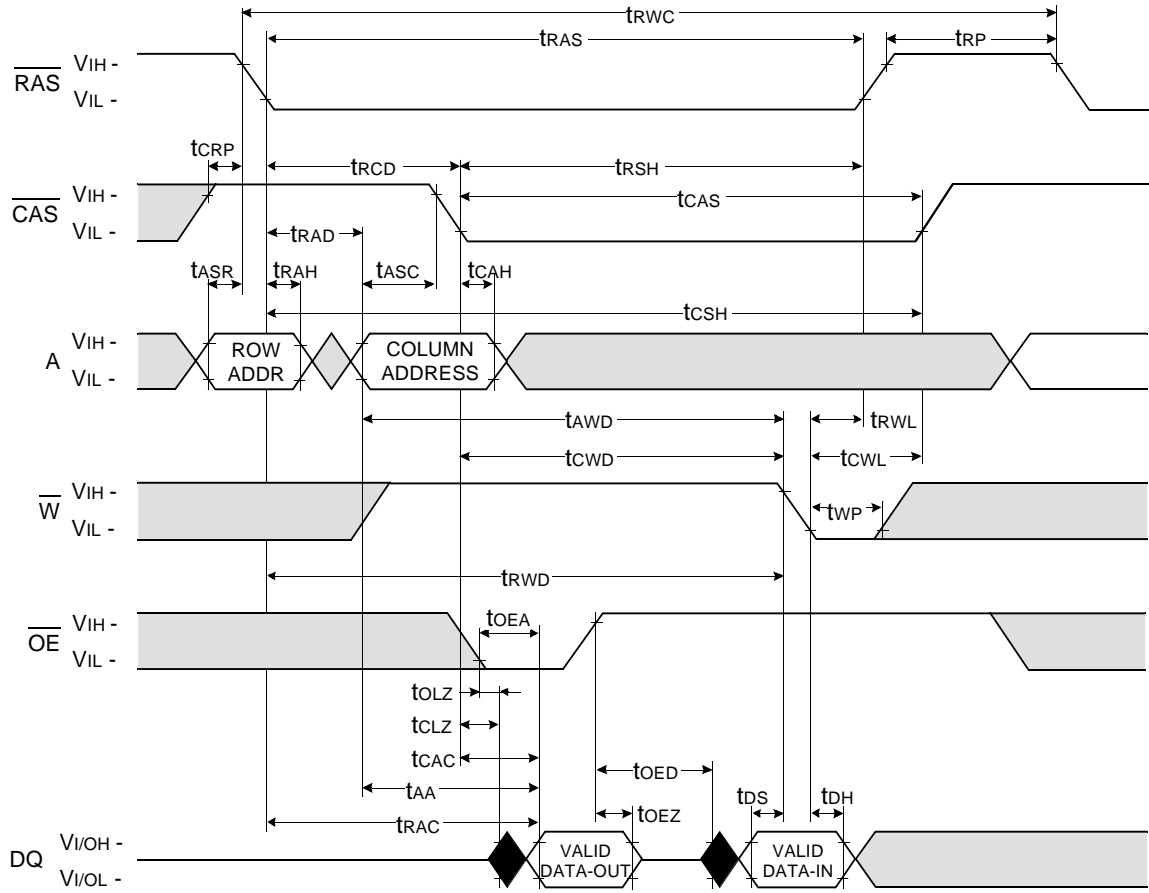 tRWC
tRAS
tRP
RAS
VIH -
VIL -
tCRP
tRCD
tRSH
CAS
VIH -
VIL -
tCAS
tRAD
tASR
tRAH
tASC
tCAH
tCSH
A
VIH -
VIL -
ROW
ADDR
COLUMN
ADDRESS
tAWD
tRWL
tCWD
tCWL
W
VIH -
VIL -
tWP
tRWD
OE
VIH -
VIL -
tOEA
tOLZ
tCLZ
tCAC
tOED
tAA
tOEZ
tDS
tDH
tRAC
DQ
VI/OH -
VI/OL -
VALID
DATA-OUT
VALID
DATA-IN